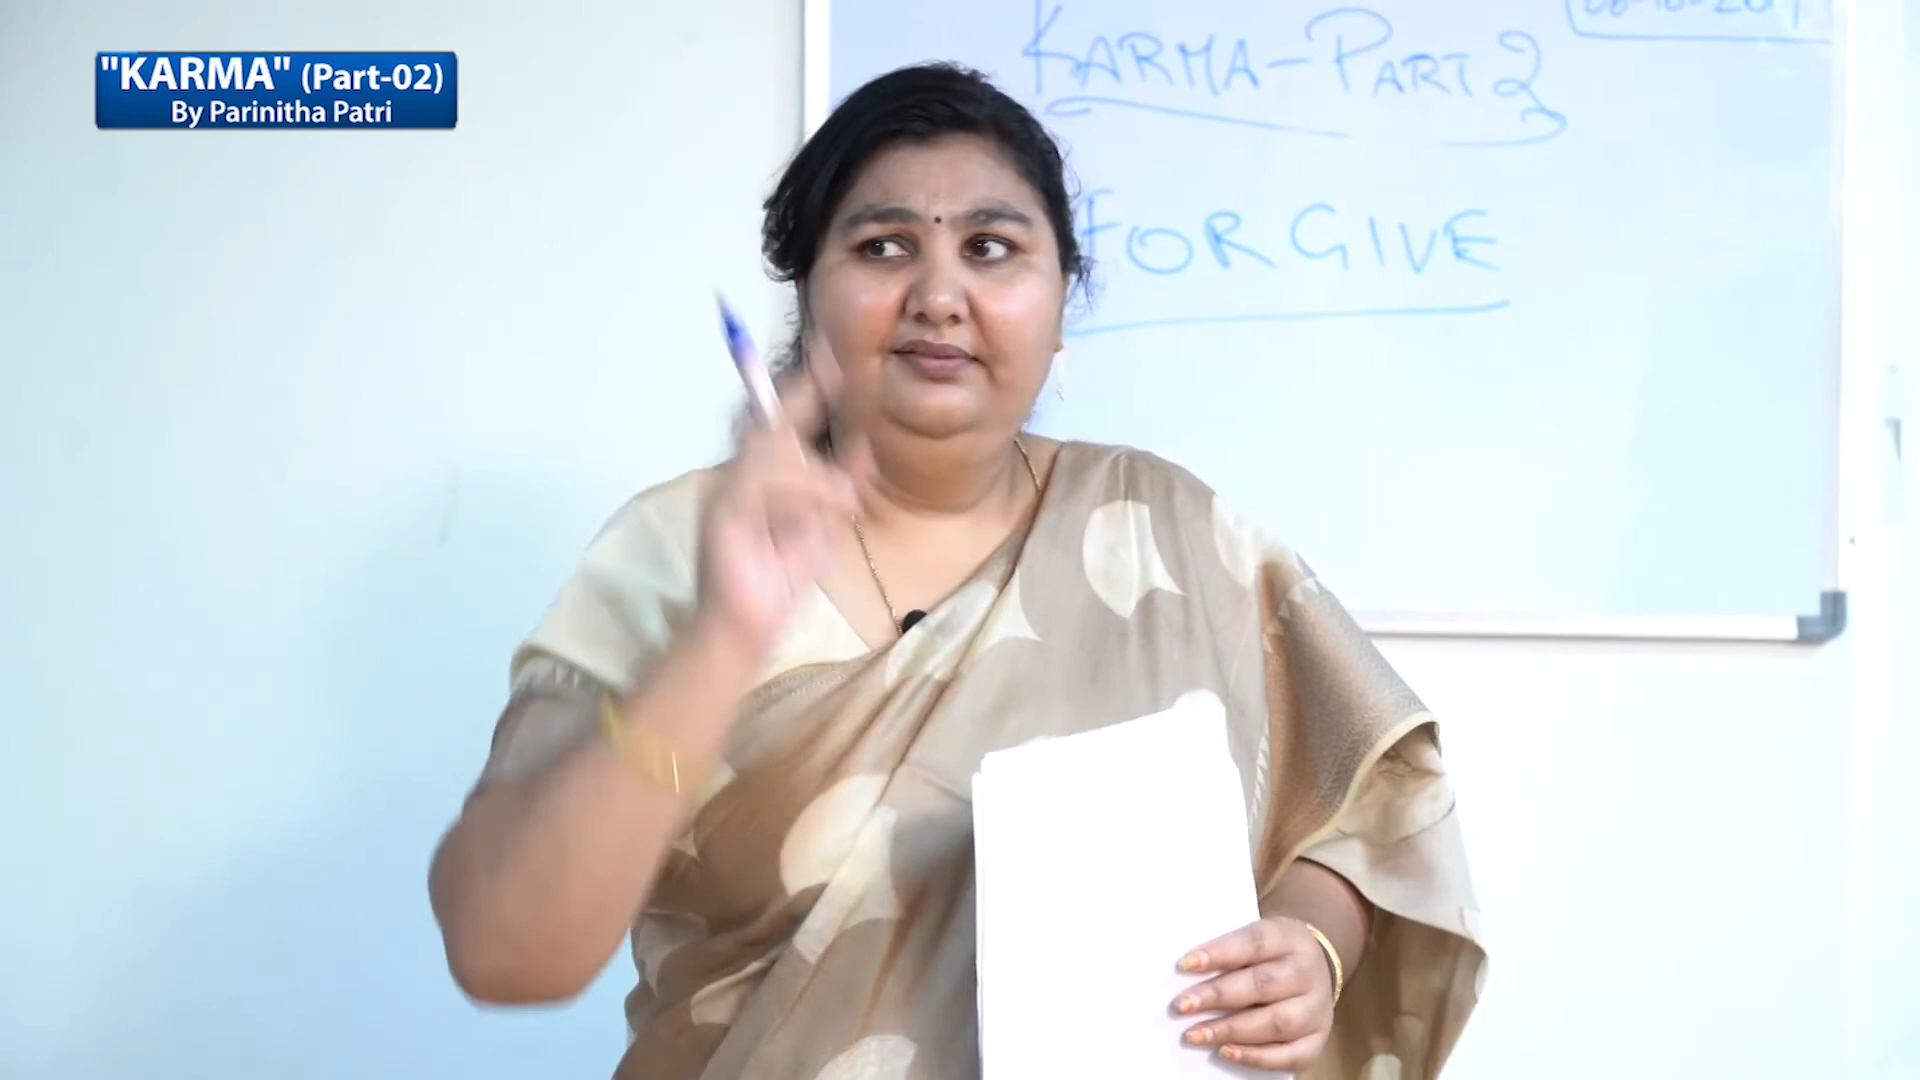 "KARMA" (Part-02)
By Parinitha Patri
KARMA - PART 2
FORGIVE